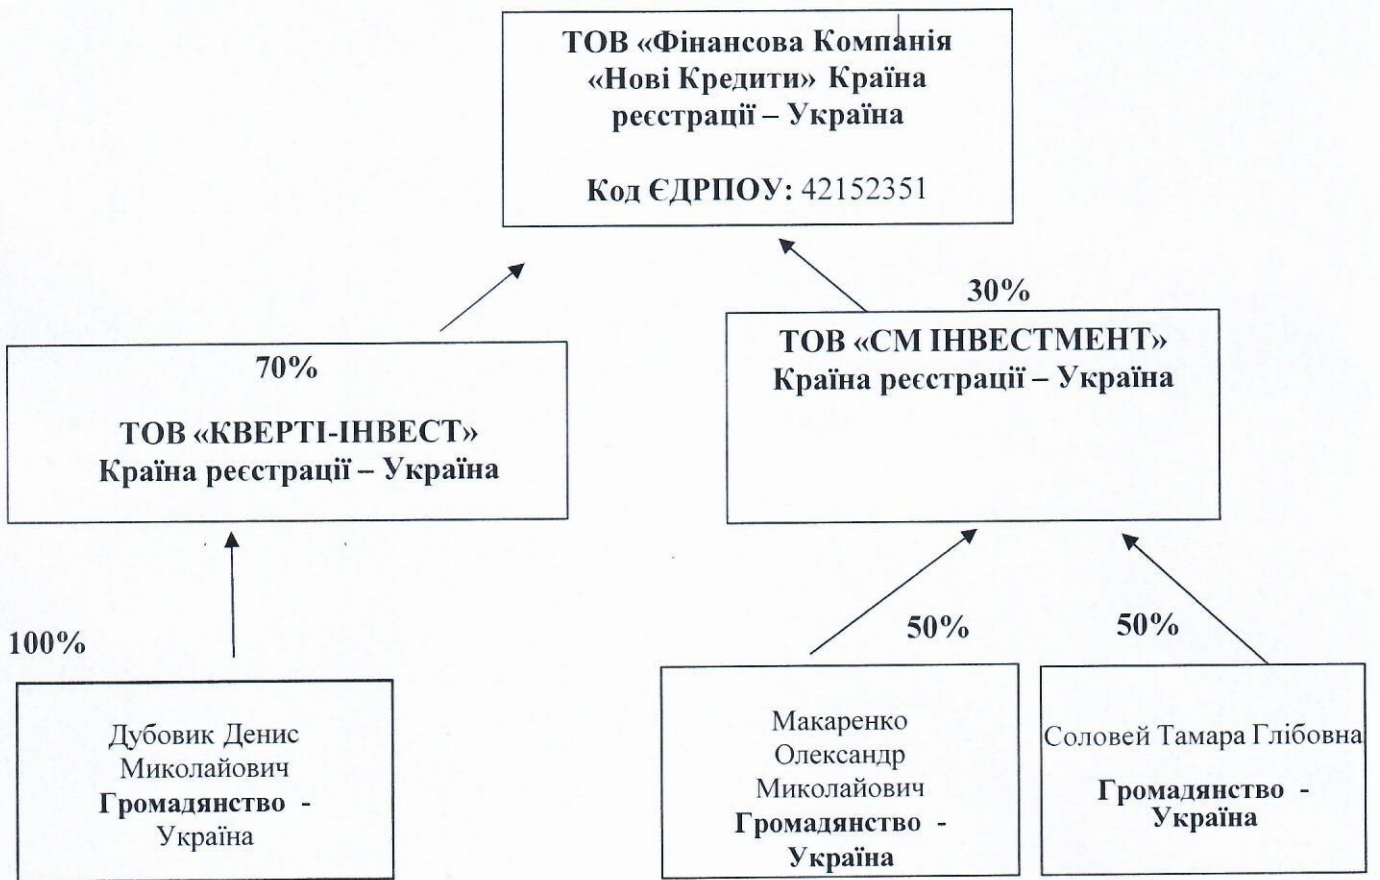 ТОВ «Фінансова Компанія
«Нові Кредити» Країна
реєстрації – Україна
Код ЄДРПОУ: 42152351
30%
70%
ТОВ «КВЕРТІ-ІНВЕСТ»
Країна реєстрації – Україна
ТОВ «СМ ІНВЕСТМЕНТ»
Країна реєстрації – Україна
100%
50%
50%
Дубовик Денис
Миколайович
Громадянство -
Україна
Макаренко
Олександр
Миколайович
Громадянство -
Україна
Соловей Тамара Глібовна
Громадянство -
Україна